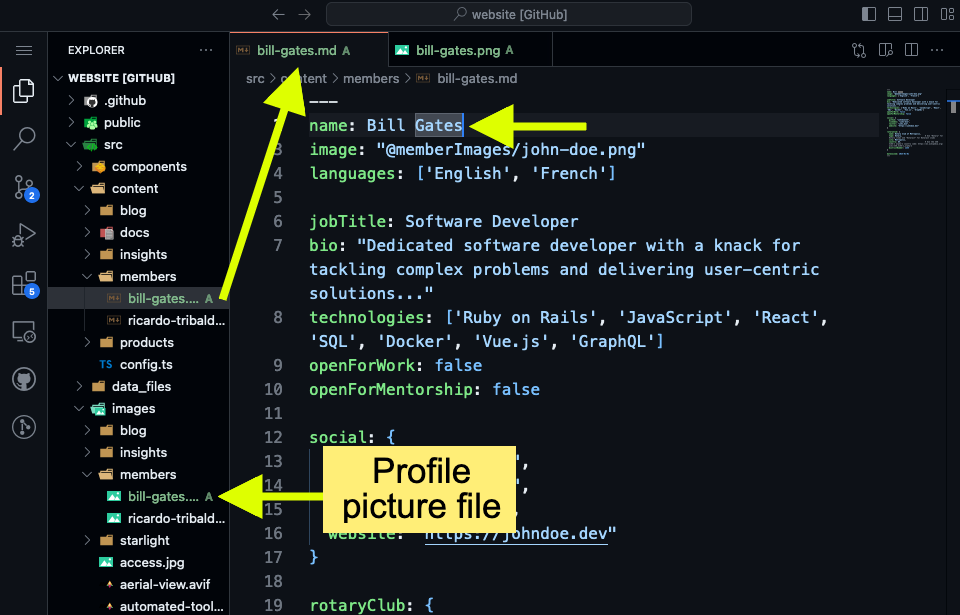 website [GitHub]
EXPLORER
WEBSITE [GITHUB]
.github
public
src
components
content
blog
docs
insights
members
bill-gates.... A
ricardo-tribald...
products
TS config.ts
data_files
images
blog
insights
members
bill-gates.... A
ricardo-tribald...
starlight
access.jpg
aerial-view.avif
automated-tool...
2
5
bill-gates.md A
bill-gates.png A
src > content > members > bill-gates.md
---
name: Bill Gates
3 image: "@memberImages/john-doe.png"
4 languages: ['English', 'French']
5
6 jobTitle: Software Developer
7 bio: "Dedicated software developer with a knack for
tackling complex problems and delivering user-centric
solutions..."
8 technologies: ['Ruby on Rails', 'JavaScript', 'React',
'SQL', 'Docker', 'Vue.js', 'GraphQL']
9 openForWork: false
10 openForMentorship: false
11
12 social: {
13 ",
14 ",
15 ,
16 website: "https://johndoe.dev"
17 }
18
19 rotaryClub: {
Profile
picture file